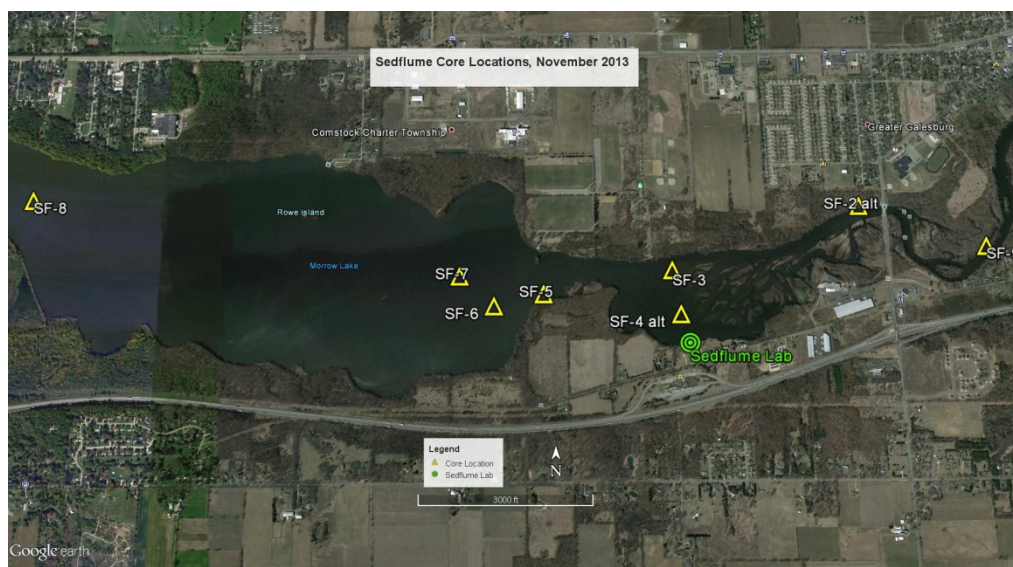 Sedflume Core Locations, November 2013
Comstock Charter Township
Greater Galesburg
SF-8
Rowe Island
SF-2 alt
Morrow Lake
SF-7
SF-3
SF-5
SF-6
SF-4 alt
Sedflume Lab
Legend
Core Location
Sedflume Lab
N
3000 ft
Google earth